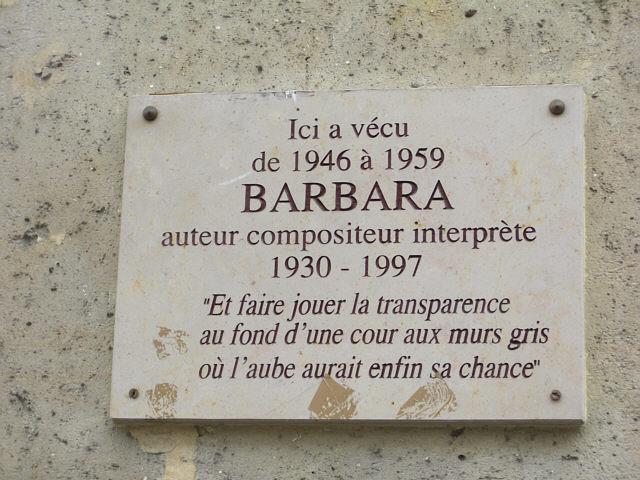 Ici a vécu
de 1946 à 1959
BARBARA
auteur compositeur interprète
1930 - 1997
"Et faire jouer la transparence
au fond d'une cour aux murs gris
où l'aube aurait enfin sa chance"